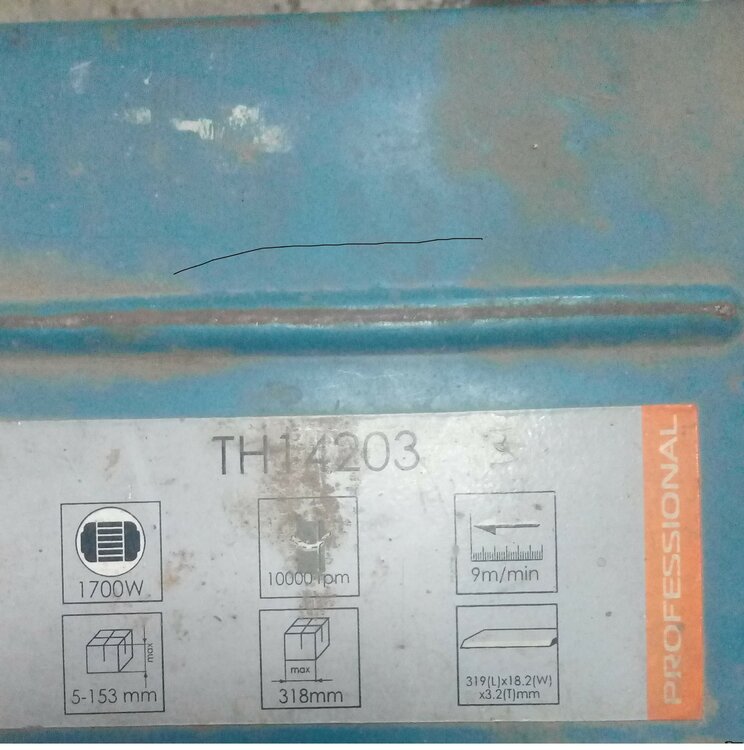 TH14203
1700W
10000 rpm
9m/min
max
5-153 mm
max
318mm
319(L)x18.2(W)
x3.2(T)mm
PROFESSIONAL